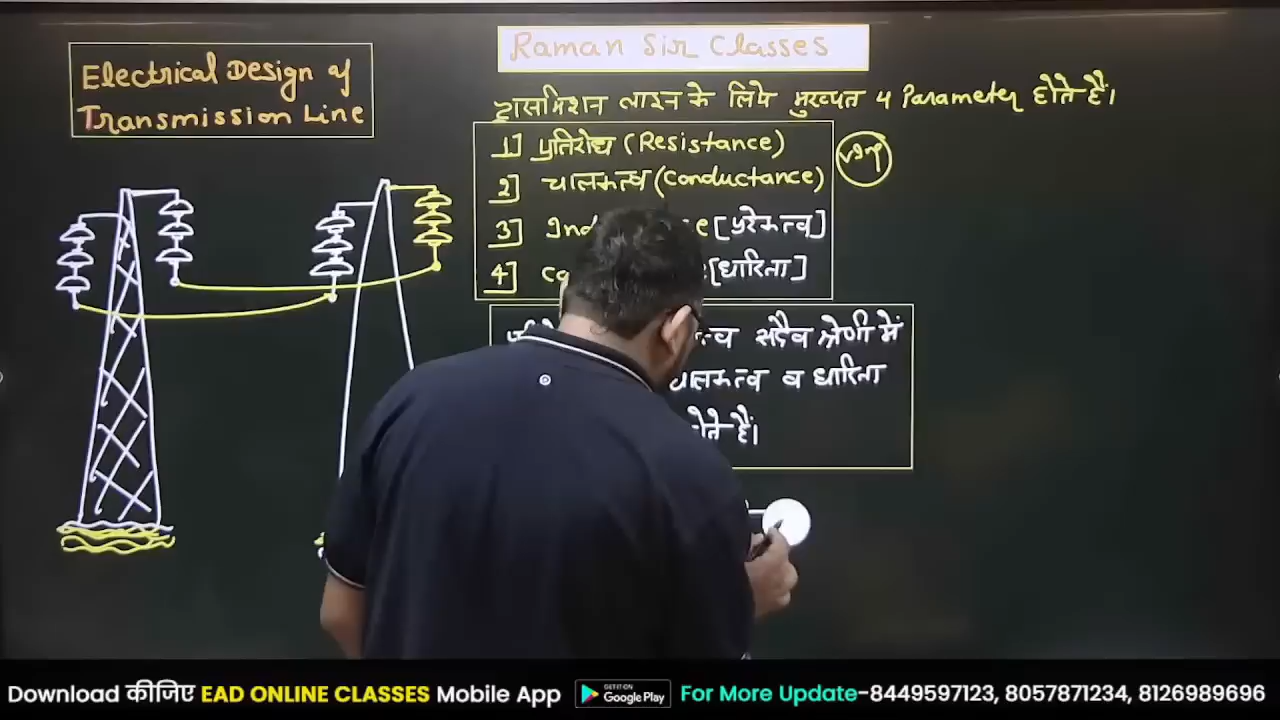 Electrical Design of
Transmission Line
Raman Sir Classes
ट्रासमिशन लाइन के लिये मुख्यत 4 Parameter होते हैं।
1] प्रतिरोध (Resistance)
2] चालकत्व (Conductance)
VImp
3] Ind e [प्रेरकत्व]
4] Ca [धारिता]
त्व सदैव श्रेणी में
चालकत्व व धारिता
होते हैं।
Download कीजिए EAD ONLINE CLASSES Mobile App
GET IT ON
Google Play
For More Update-8449597123, 8057871234, 8126989696